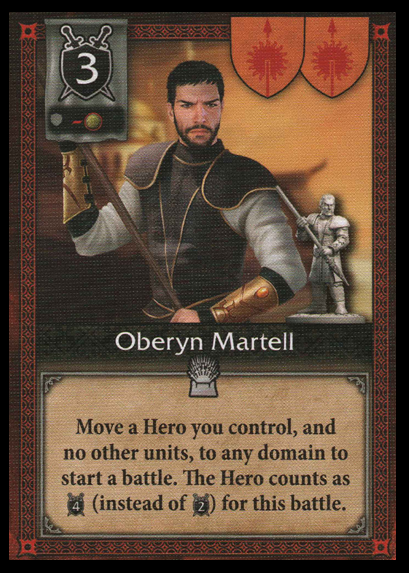 3
Oberyn Martell
Move a Hero you control, and
no other units, to any domain to
start a battle. The Hero counts as
4 (instead of 2) for this battle.